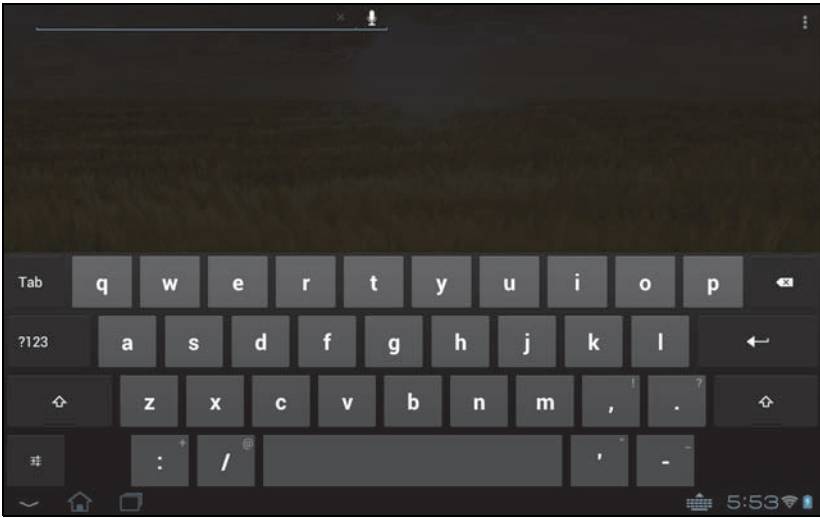 Tab q w e r t y u i o p
?123 a s d f g h j k l
z x c v b n m , ! . ?
: + / @ ' " - _
5:53